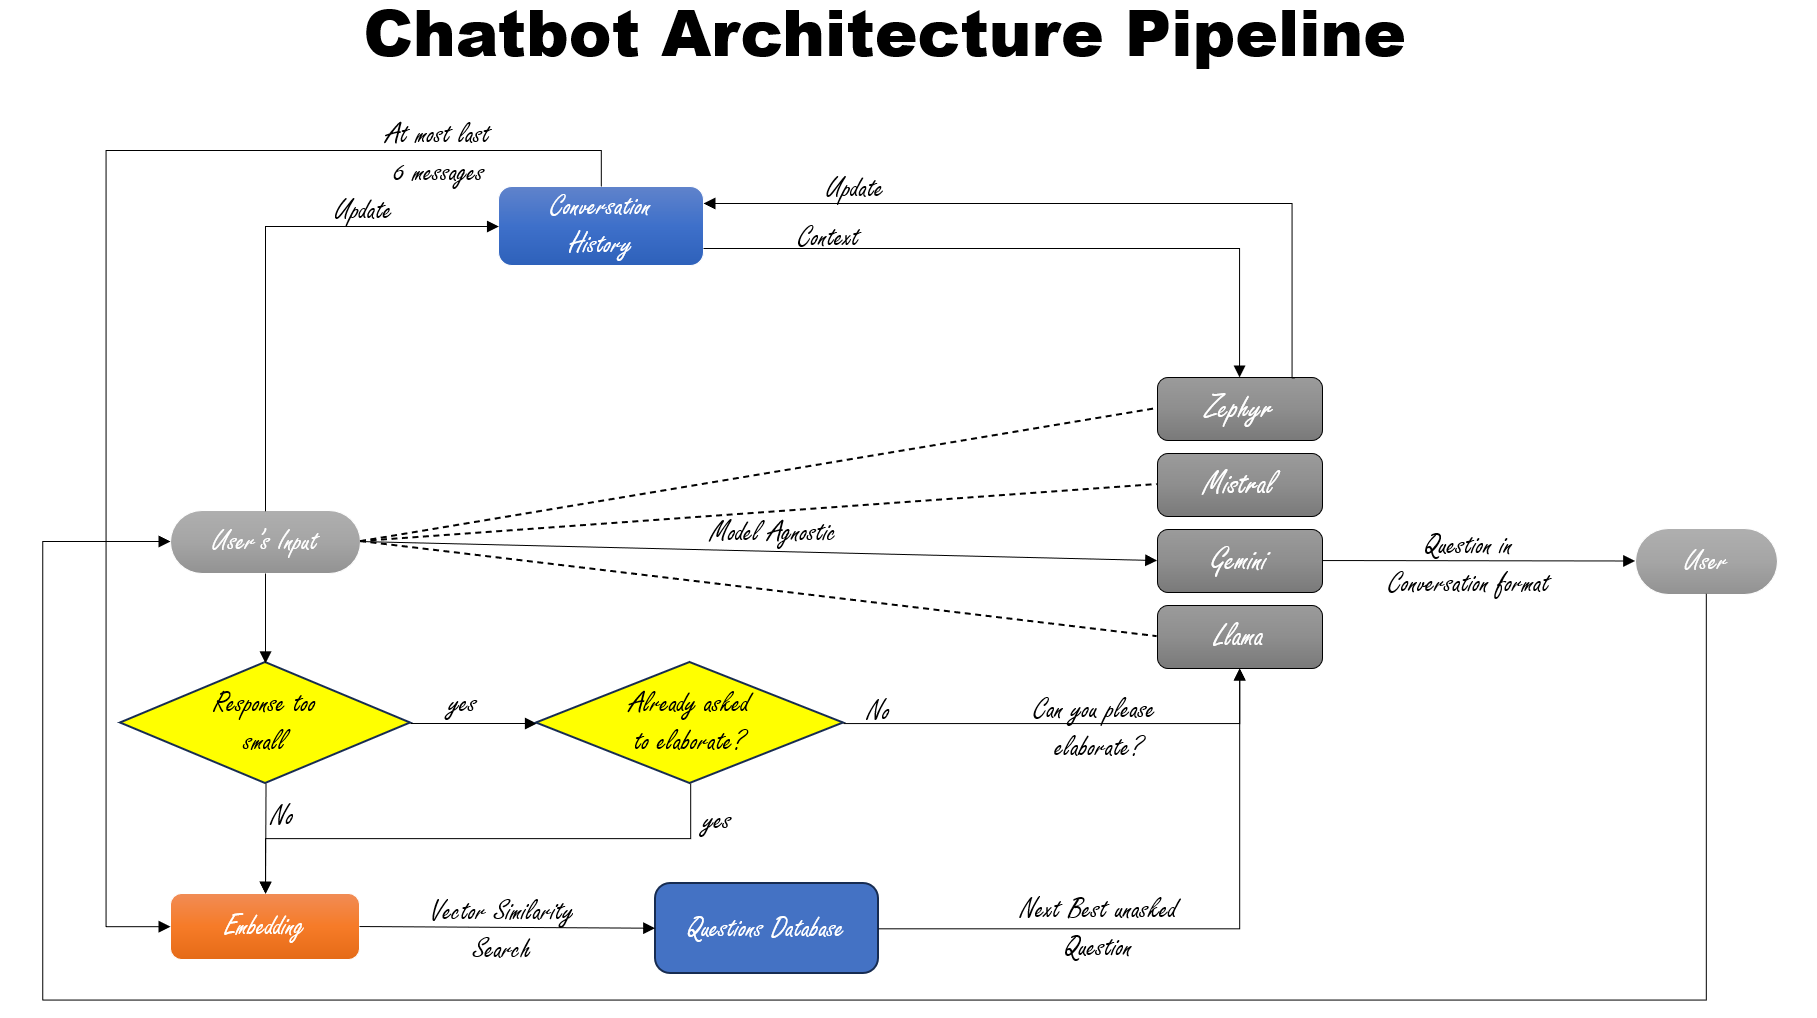 Chatbot Architecture Pipeline
At most last
6 messages
Update
Conversation
History
Update
Context
Zephyr
Mistral
User's Input
Model Agnostic
Gemini
Question in
Conversation format
User
Llama
Response too
small
yes
Already asked
to elaborate?
No
Can you please
elaborate?
No
yes
Embedding
Vector Similarity
Search
Questions Database
Next Best unasked
Question